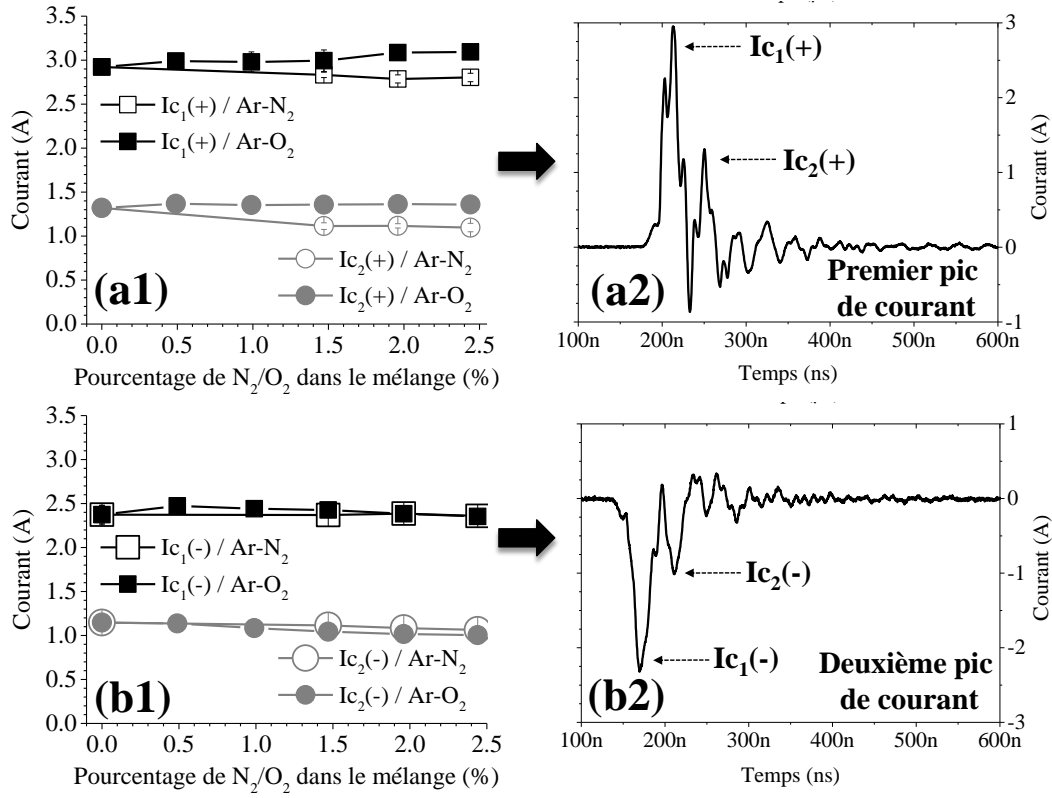 3.5
3.0
2.5
2.0
1.5
1.0
0.5
0.0
Courant (A)
Ic1(+) / Ar-N2
Ic1(+) / Ar-O2
Ic2(+) / Ar-N2
Ic2(+) / Ar-O2
(a1)
0.0 0.5 1.0 1.5 2.0 2.5
Pourcentage de N2/O2 dans le mélange (%)
Ic1(+)
Ic2(+)
(a2)
Premier pic
de courant
3
2
1
0
-1
Courant (A)
100n 200n 300n 400n 500n 600n
Temps (ns)
3.5
3.0
2.5
2.0
1.5
1.0
0.5
0.0
Courant (A)
Ic1(-) / Ar-N2
Ic1(-) / Ar-O2
Ic2(-) / Ar-N2
Ic2(-) / Ar-O2
(b1)
0.0 0.5 1.0 1.5 2.0 2.5
Pourcentage de N2/O2 dans le mélange (%)
Ic2(-)
Ic1(-)
(b2)
Deuxième pic
de courant
1
0
-1
-2
-3
Courant (A)
100n 200n 300n 400n 500n 600n
Temps (ns)